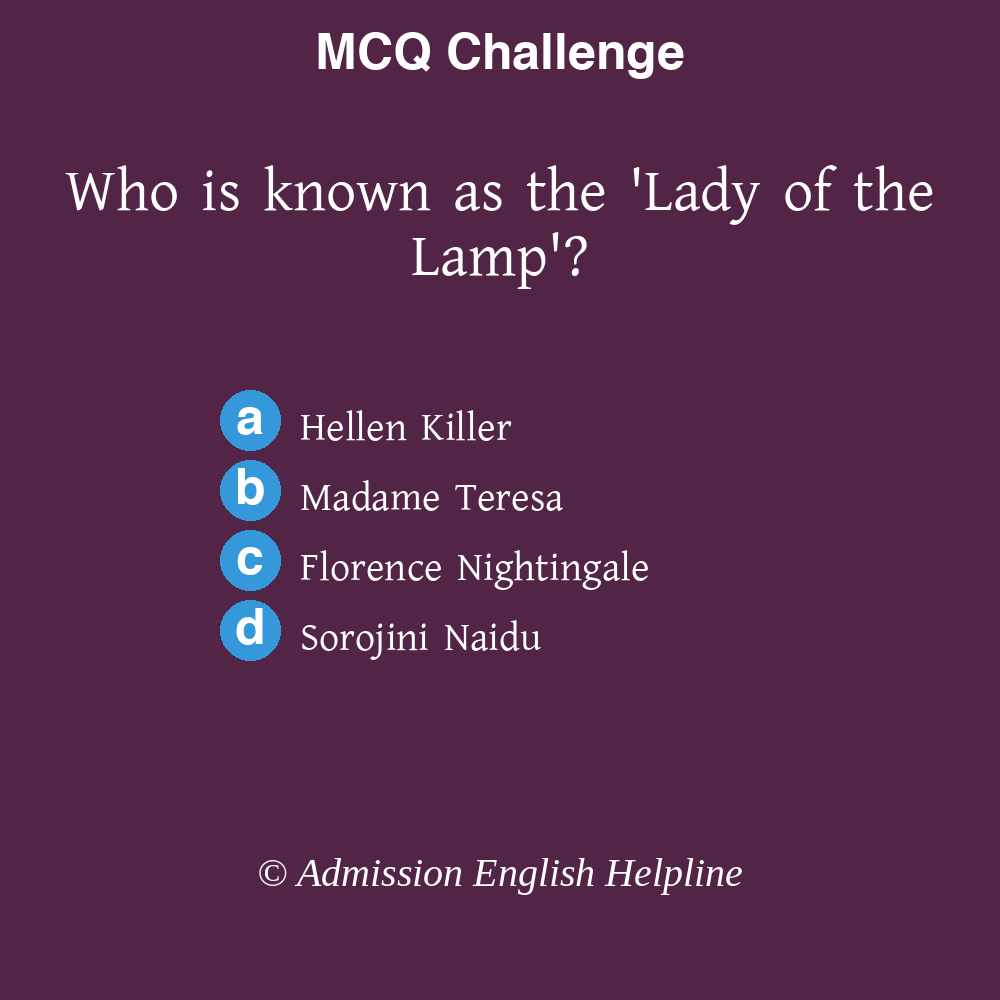 MCQ Challenge
Who is known as the 'Lady of the
Lamp'?
a Hellen Killer
b Madame Teresa
c Florence Nightingale
d Sorojini Naidu
© Admission English Helpline